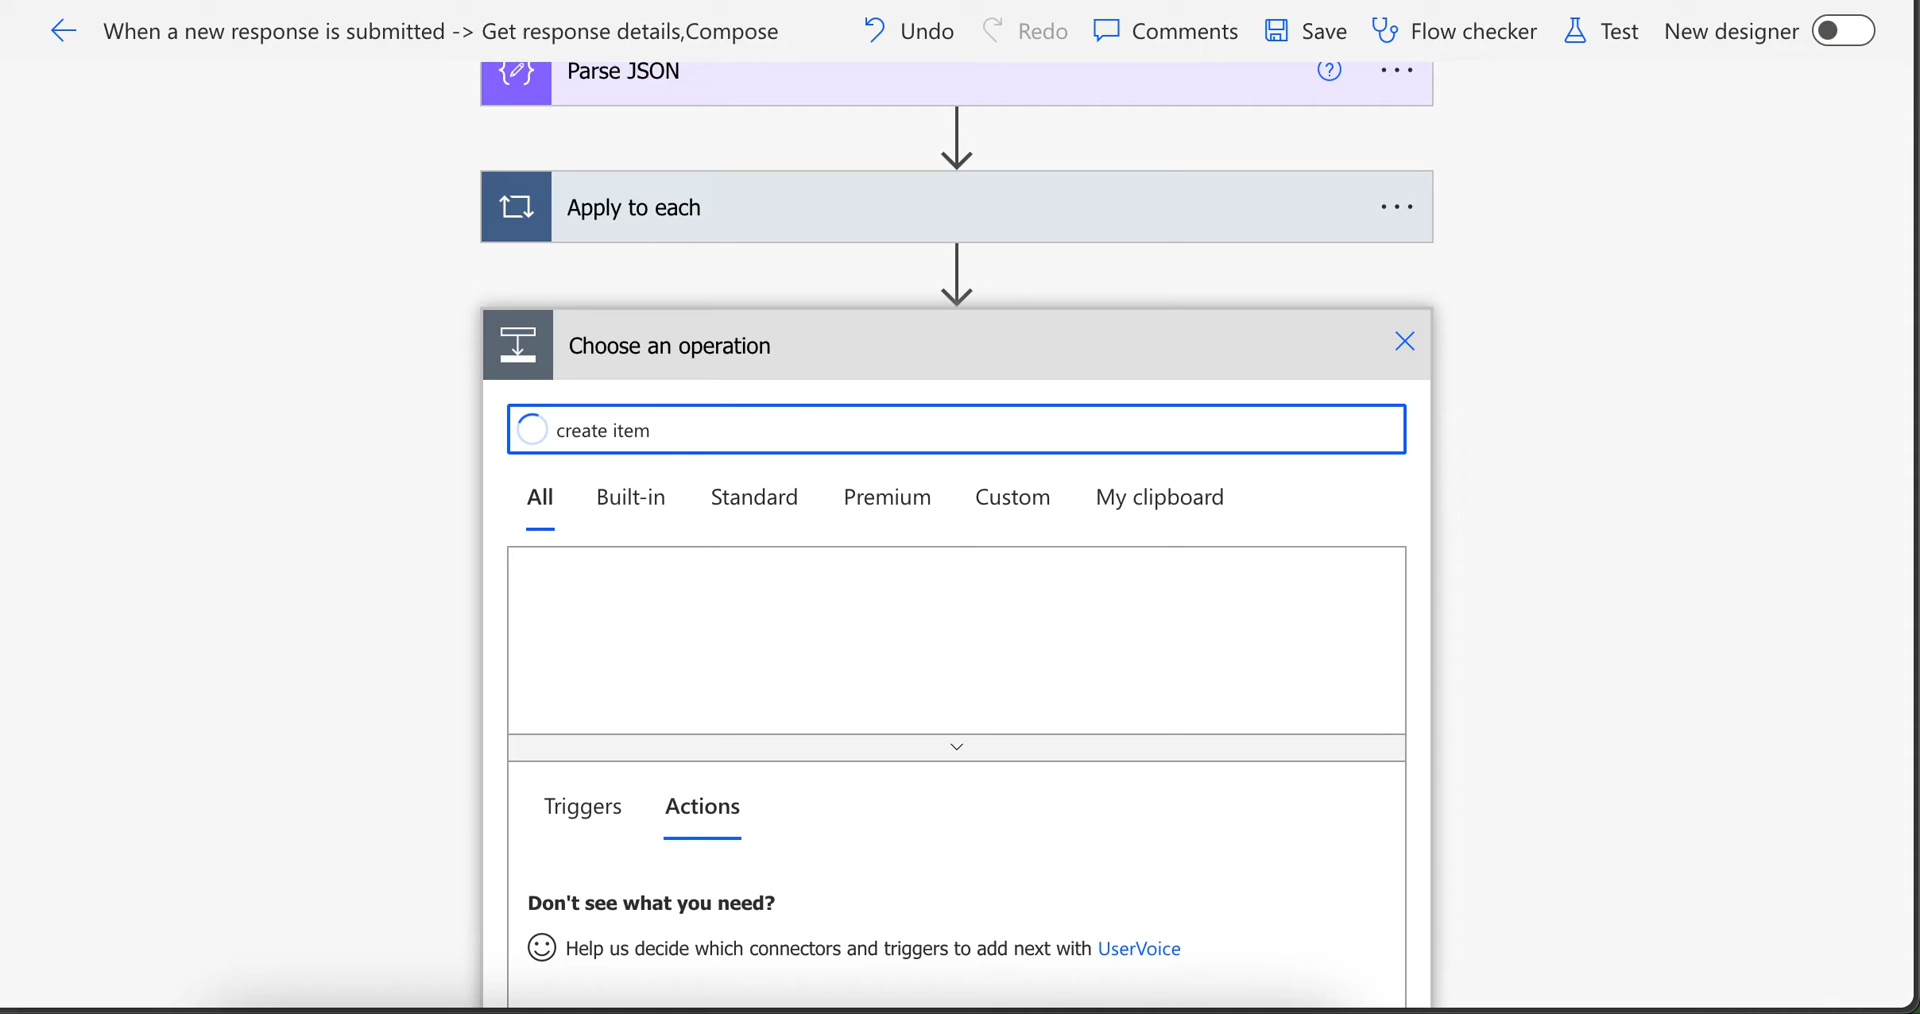 When a new response is submitted -> Get response details,Compose
Undo
Redo
Comments
Save
Flow checker
Test
New designer
Parse JSON
?
Apply to each
Choose an operation
create item
All
Built-in
Standard
Premium
Custom
My clipboard
Triggers
Actions
Don't see what you need?
Help us decide which connectors and triggers to add next with UserVoice